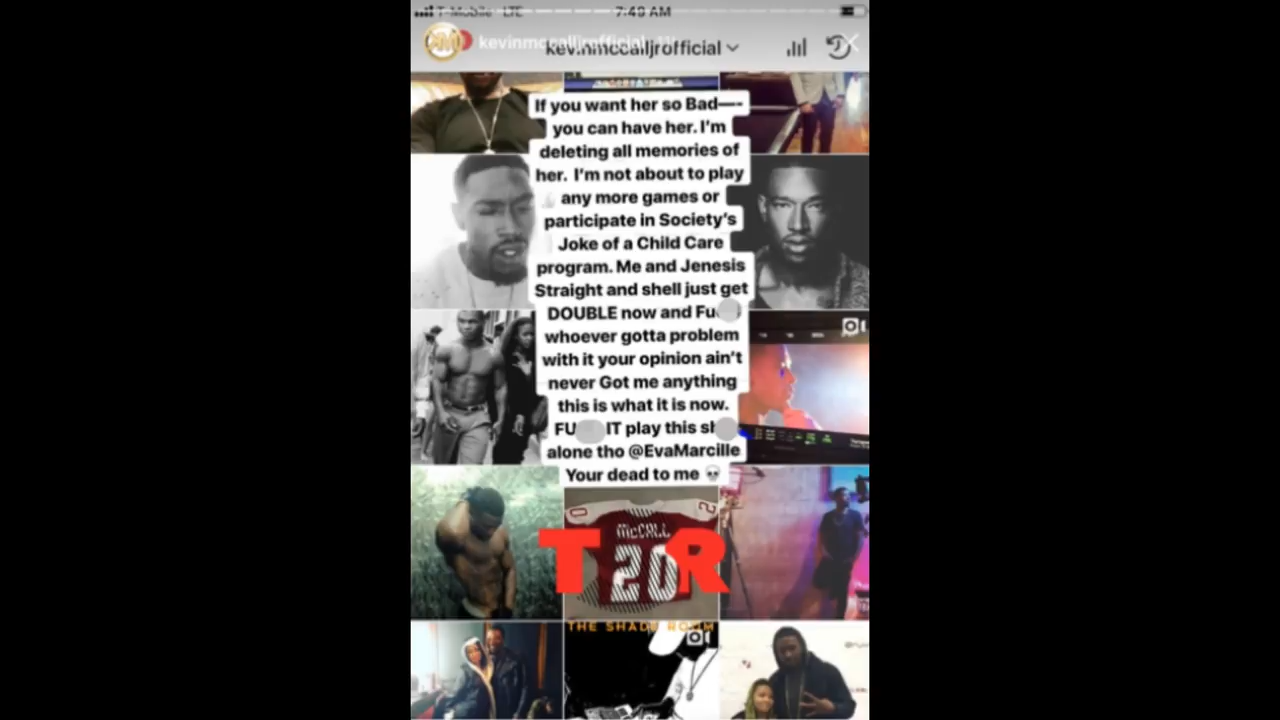 T-Mobile LTE
7:49 AM
kevinmccalljrofficial
kevinmccalljrofficial
If you want her so Bad—-
you can have her. I'm
deleting all memories of
her. I'm not about to play
any more games or
participate in Society's
Joke of a Child Care
program. Me and Jenesis
Straight and shell just get
DOUBLE now and Fu
whoever gotta problem
with it your opinion ain't
never Got me anything
this is what it is now.
FU IT play this sh
alone tho @EvaMarcille
Your dead to me 💀
McCALL
20
T R
THE SHADE ROOM